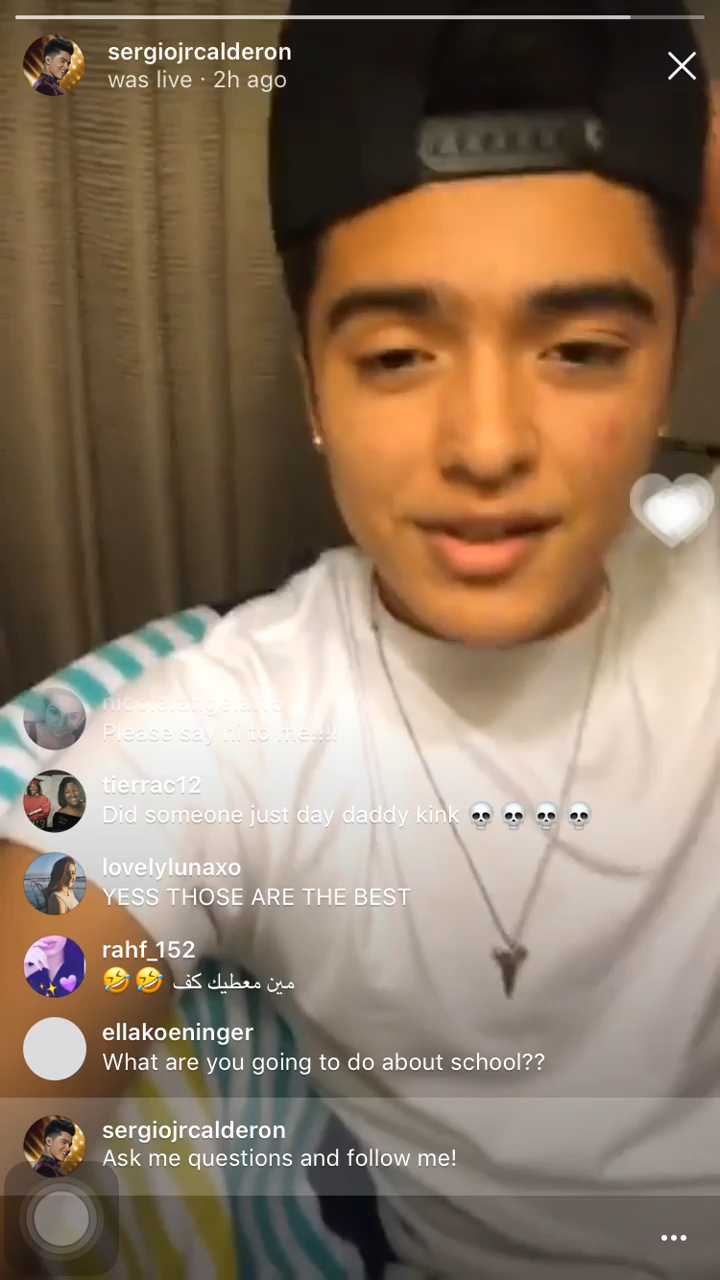 sergiojrcalderon
was live · 2h ago
Please say hi to me!!!!
tierrac12
Did someone just day daddy kink 💀 💀 💀 💀
lovelylunaxo
YESS THOSE ARE THE BEST
rahf_152
مين معطيك كف 🤣 🤣
ellakoeninger
What are you going to do about school??
sergiojrcalderon
Ask me questions and follow me!